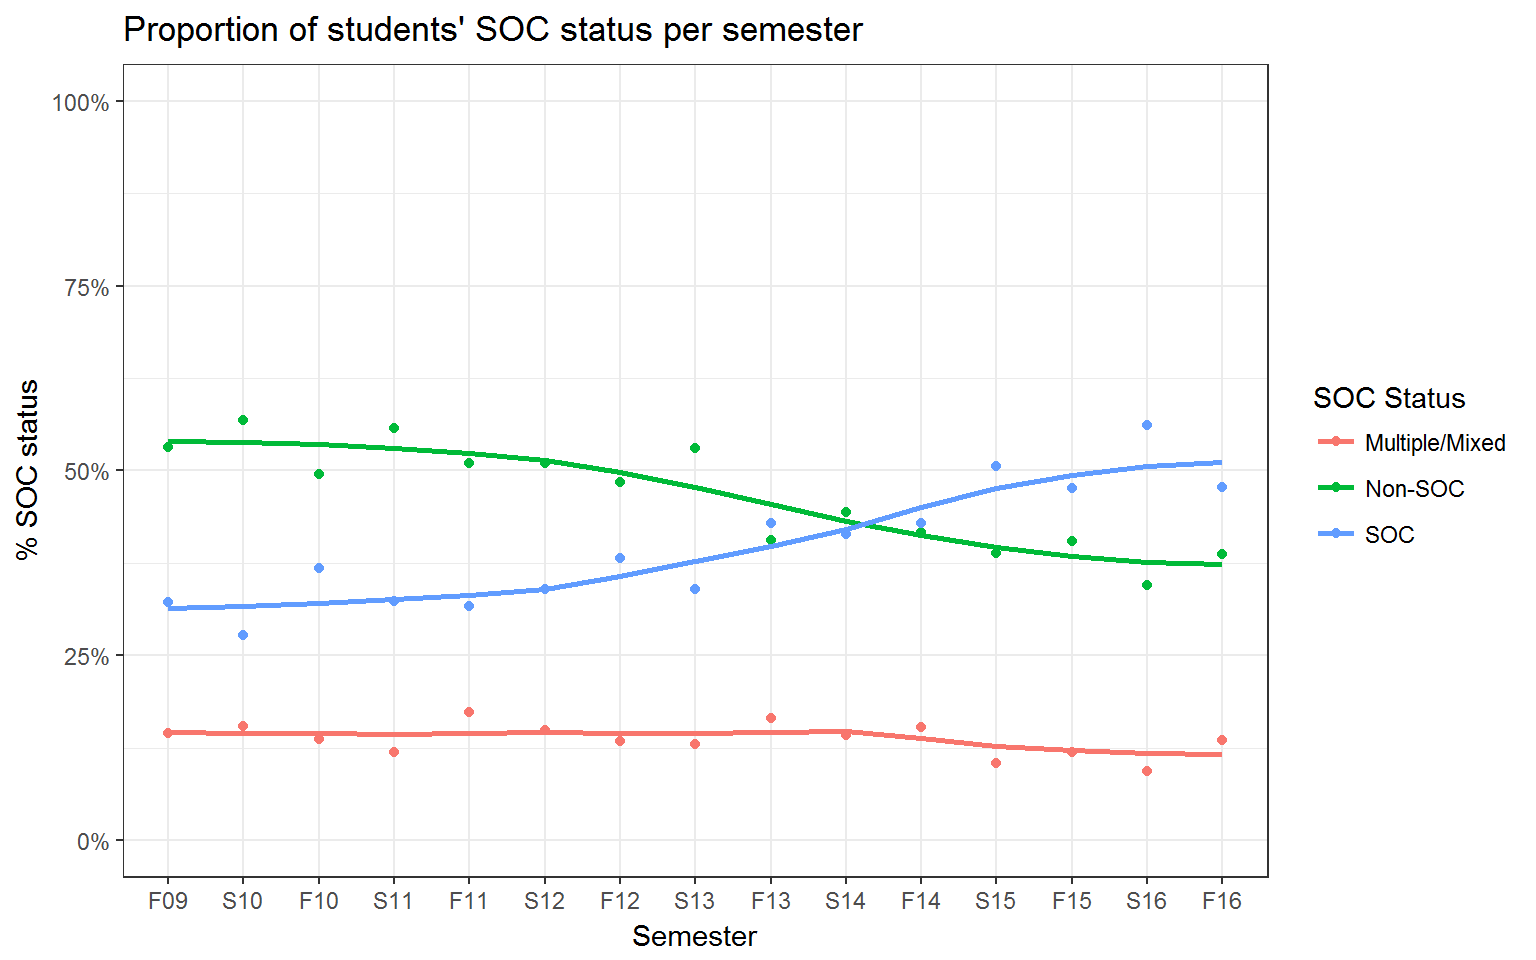 Proportion of students' SOC status per semester
100%
75%
50%
25%
0%
% SOC status
F09 S10 F10 S11 F11 S12 F12 S13 F13 S14 F14 S15 F15 S16 F16
Semester
SOC Status
Multiple/Mixed
Non-SOC
SOC